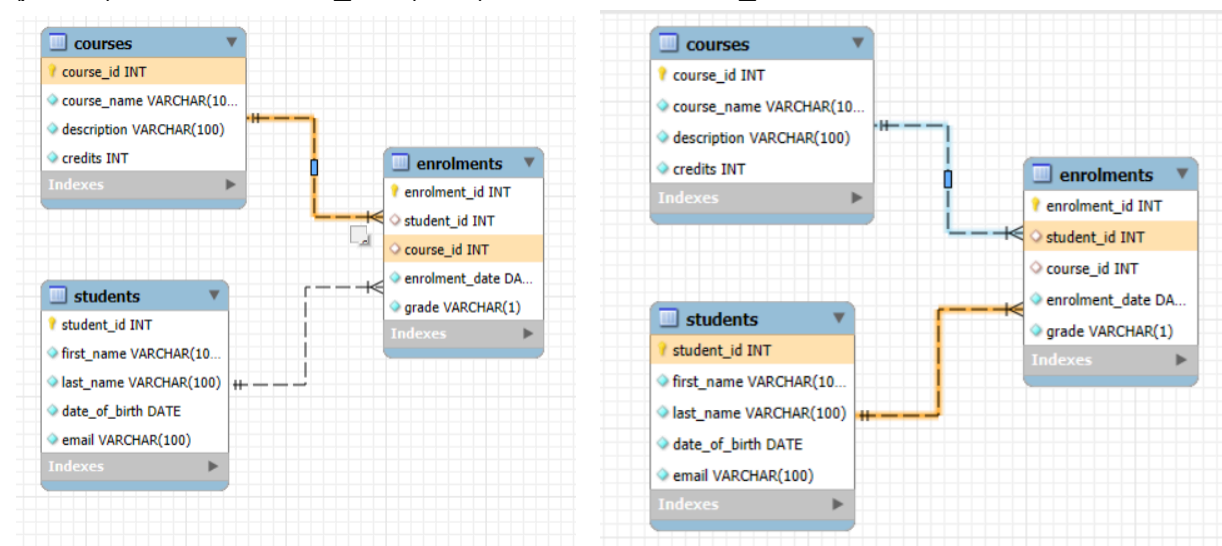 courses
course_id INT
course_name VARCHAR(10...
description VARCHAR(100)
credits INT
Indexes
enrolments
enrolment_id INT
student_id INT
course_id INT
enrolment_date DA...
grade VARCHAR(1)
Indexes
students
student_id INT
first_name VARCHAR(10...
last_name VARCHAR(100)
date_of_birth DATE
email VARCHAR(100)
Indexes
courses
course_id INT
course_name VARCHAR(10...
description VARCHAR(100)
credits INT
Indexes
enrolments
enrolment_id INT
student_id INT
course_id INT
enrolment_date DA...
grade VARCHAR(1)
Indexes
students
student_id INT
first_name VARCHAR(10...
last_name VARCHAR(100)
date_of_birth DATE
email VARCHAR(100)
Indexes